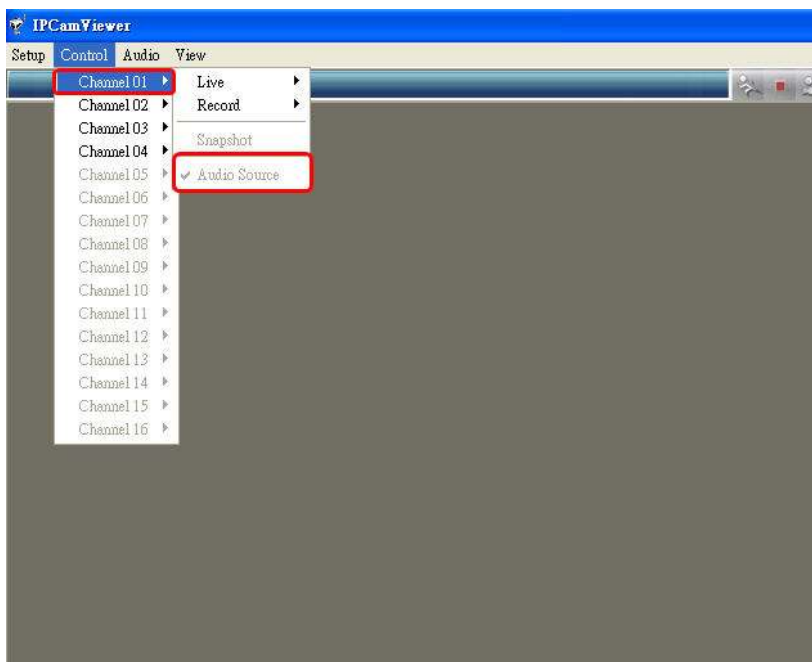 IPCamViewer
Setup Control Audio View
Channel 01
Channel 02
Channel 03
Channel 04
Channel 05
Channel 06
Channel 07
Channel 08
Channel 09
Channel 10
Channel 11
Channel 12
Channel 13
Channel 14
Channel 15
Channel 16
Live
Record
Snapshot
Audio Source